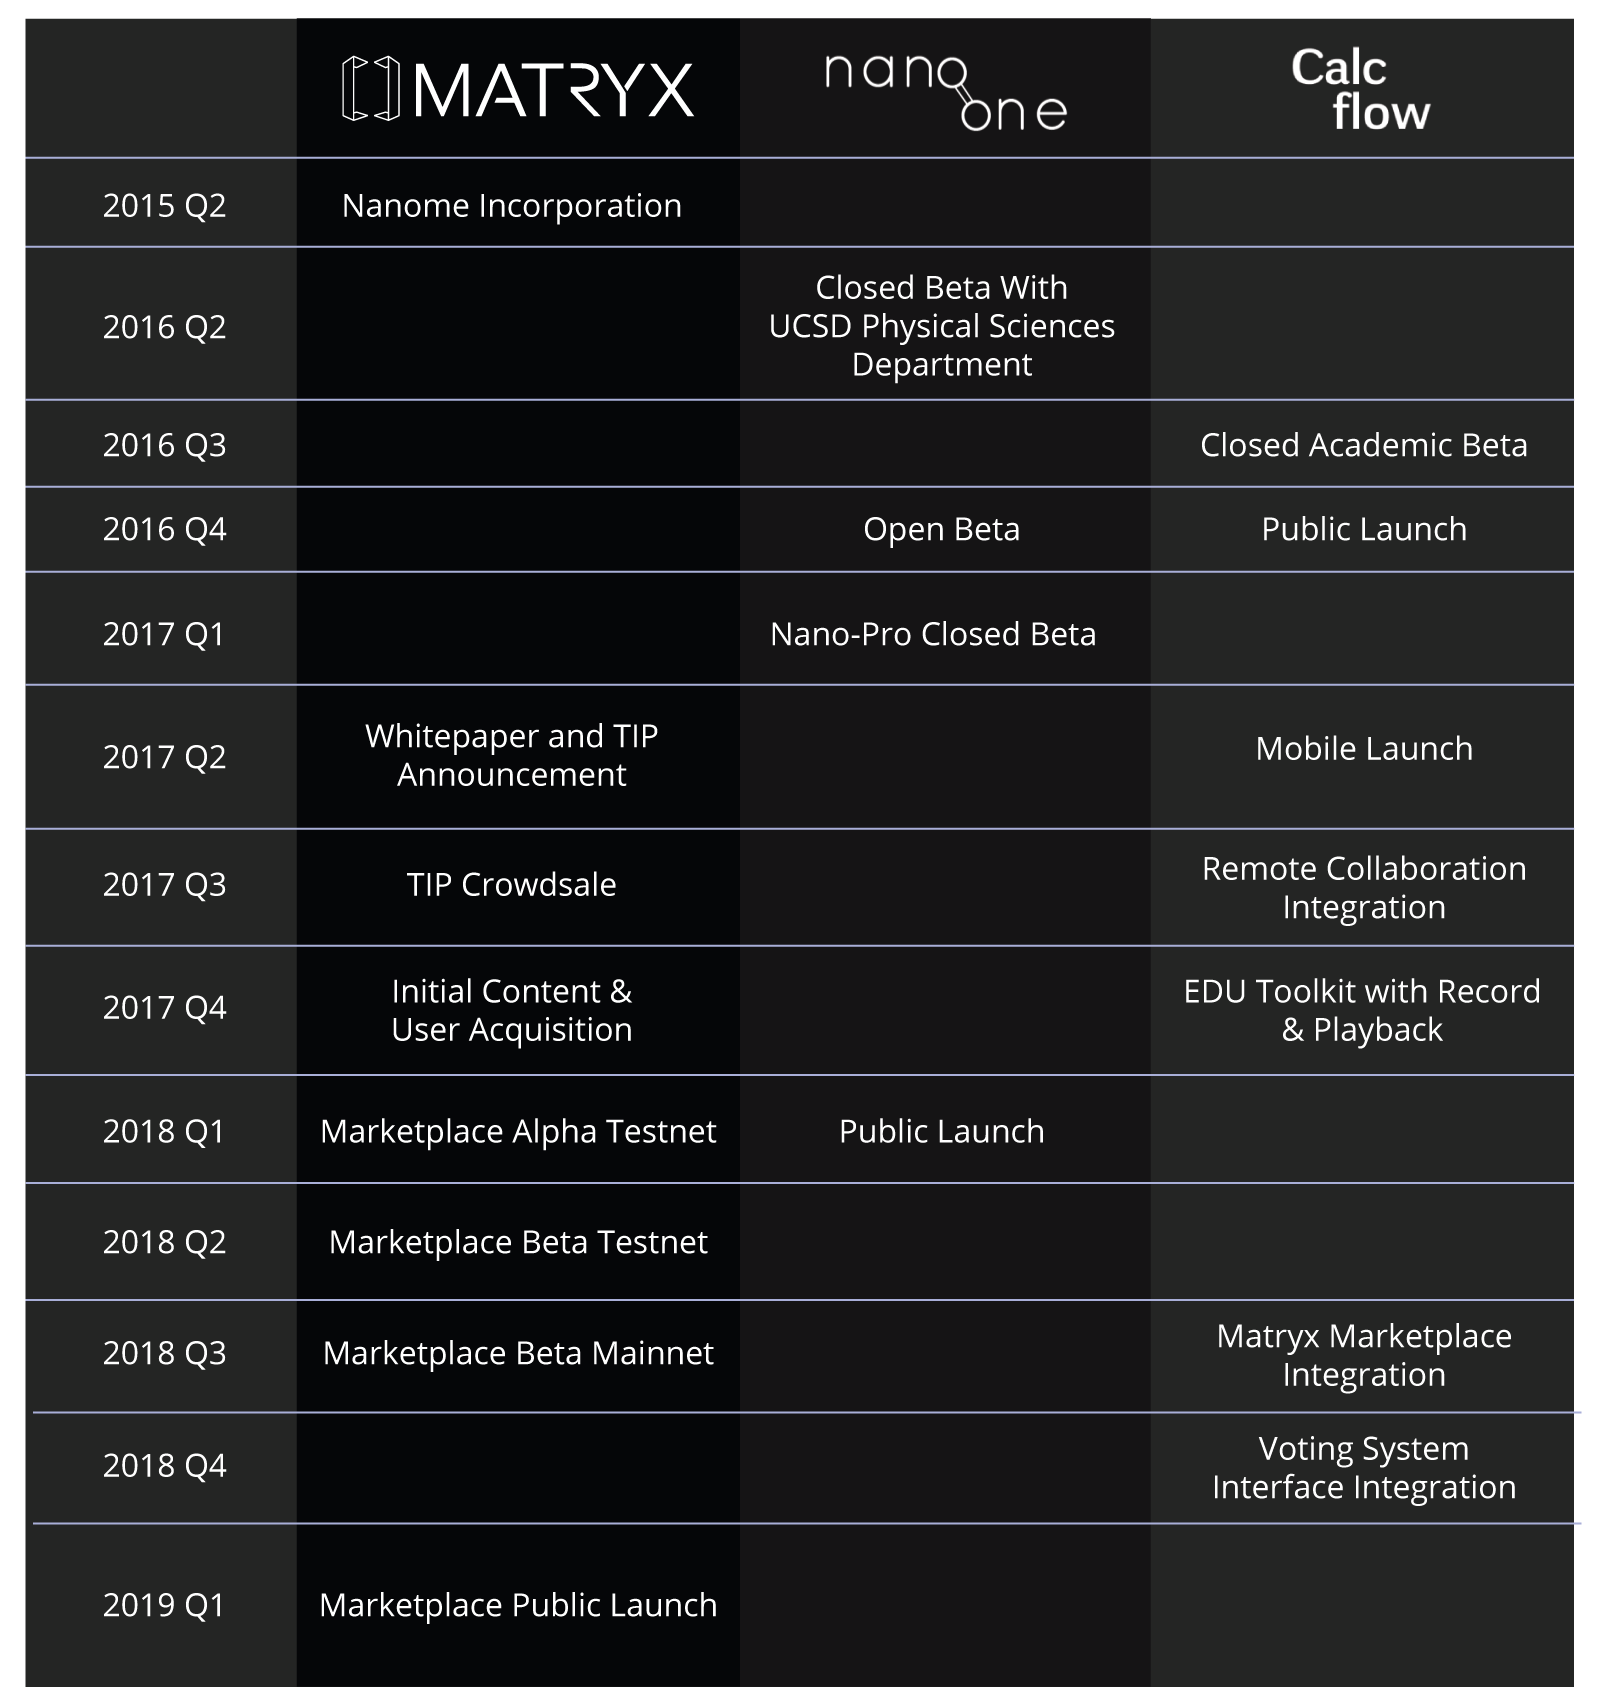 MATRYX
nano
one
Calc
flow
2015 Q2
Nanome Incorporation
2016 Q2
Closed Beta With
UCSD Physical Sciences
Department
2016 Q3
Closed Academic Beta
2016 Q4
Open Beta
Public Launch
2017 Q1
Nano-Pro Closed Beta
2017 Q2
Whitepaper and TIP
Announcement
Mobile Launch
2017 Q3
TIP Crowdsale
Remote Collaboration
Integration
2017 Q4
Initial Content &
User Acquisition
EDU Toolkit with Record
& Playback
2018 Q1
Marketplace Alpha Testnet
Public Launch
2018 Q2
Marketplace Beta Testnet
2018 Q3
Marketplace Beta Mainnet
Matryx Marketplace
Integration
2018 Q4
Voting System
Interface Integration
2019 Q1
Marketplace Public Launch